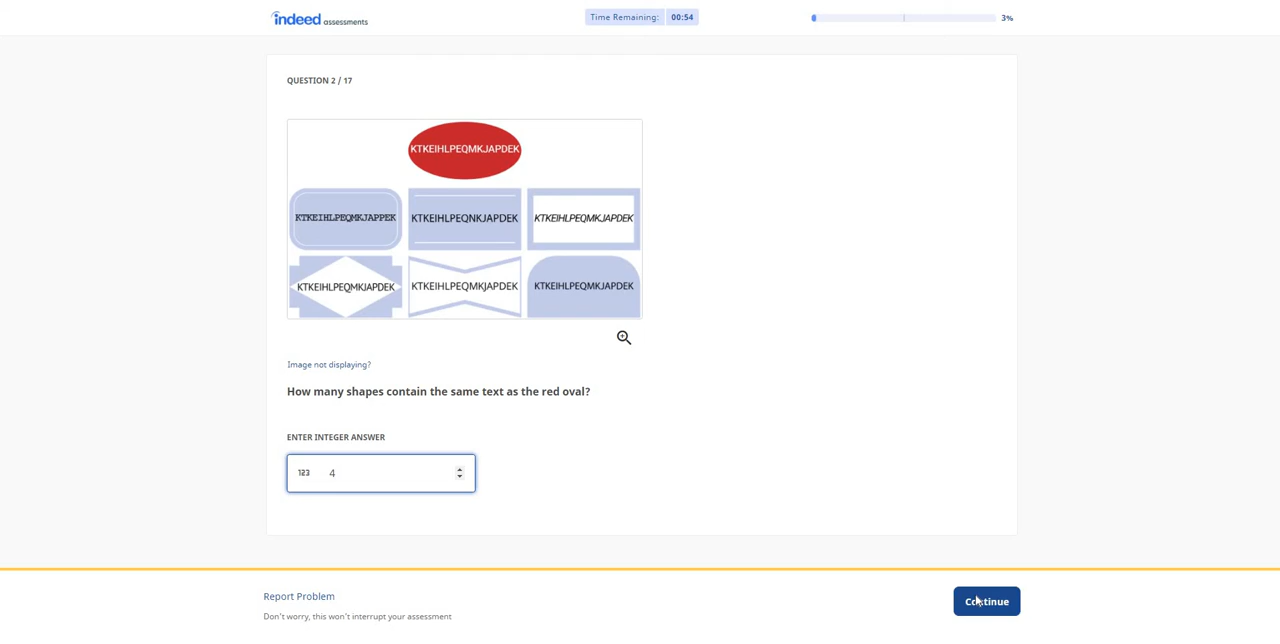 indeed assessments
Time Remaining: 00:54
3%
QUESTION 2 / 17
KTKEIHLPEQMKJAPDEK
KTKEIHLPEQMKJAPPEK KTKEIHLPEQNKJAPDEK KTKEIHLPEQMKJAPDEK
KTKEIHLPEQMKJAPDEK KTKEIHLPEQMKJAPDEK KTKEIHLPEQMKJAPDEK
Image not displaying?
How many shapes contain the same text as the red oval?
ENTER INTEGER ANSWER
123 4
Report Problem
Continue
Don't worry, this won't interrupt your assessment